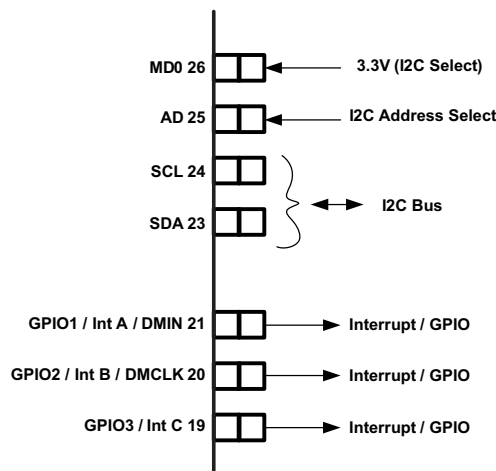 MD0 26 3.3V (I2C Select)
AD 25 I2C Address Select
SCL 24
SDA 23 I2C Bus
GPIO1 / Int A / DMIN 21 Interrupt / GPIO
GPIO2 / Int B / DMCLK 20 Interrupt / GPIO
GPIO3 / Int C 19 Interrupt / GPIO